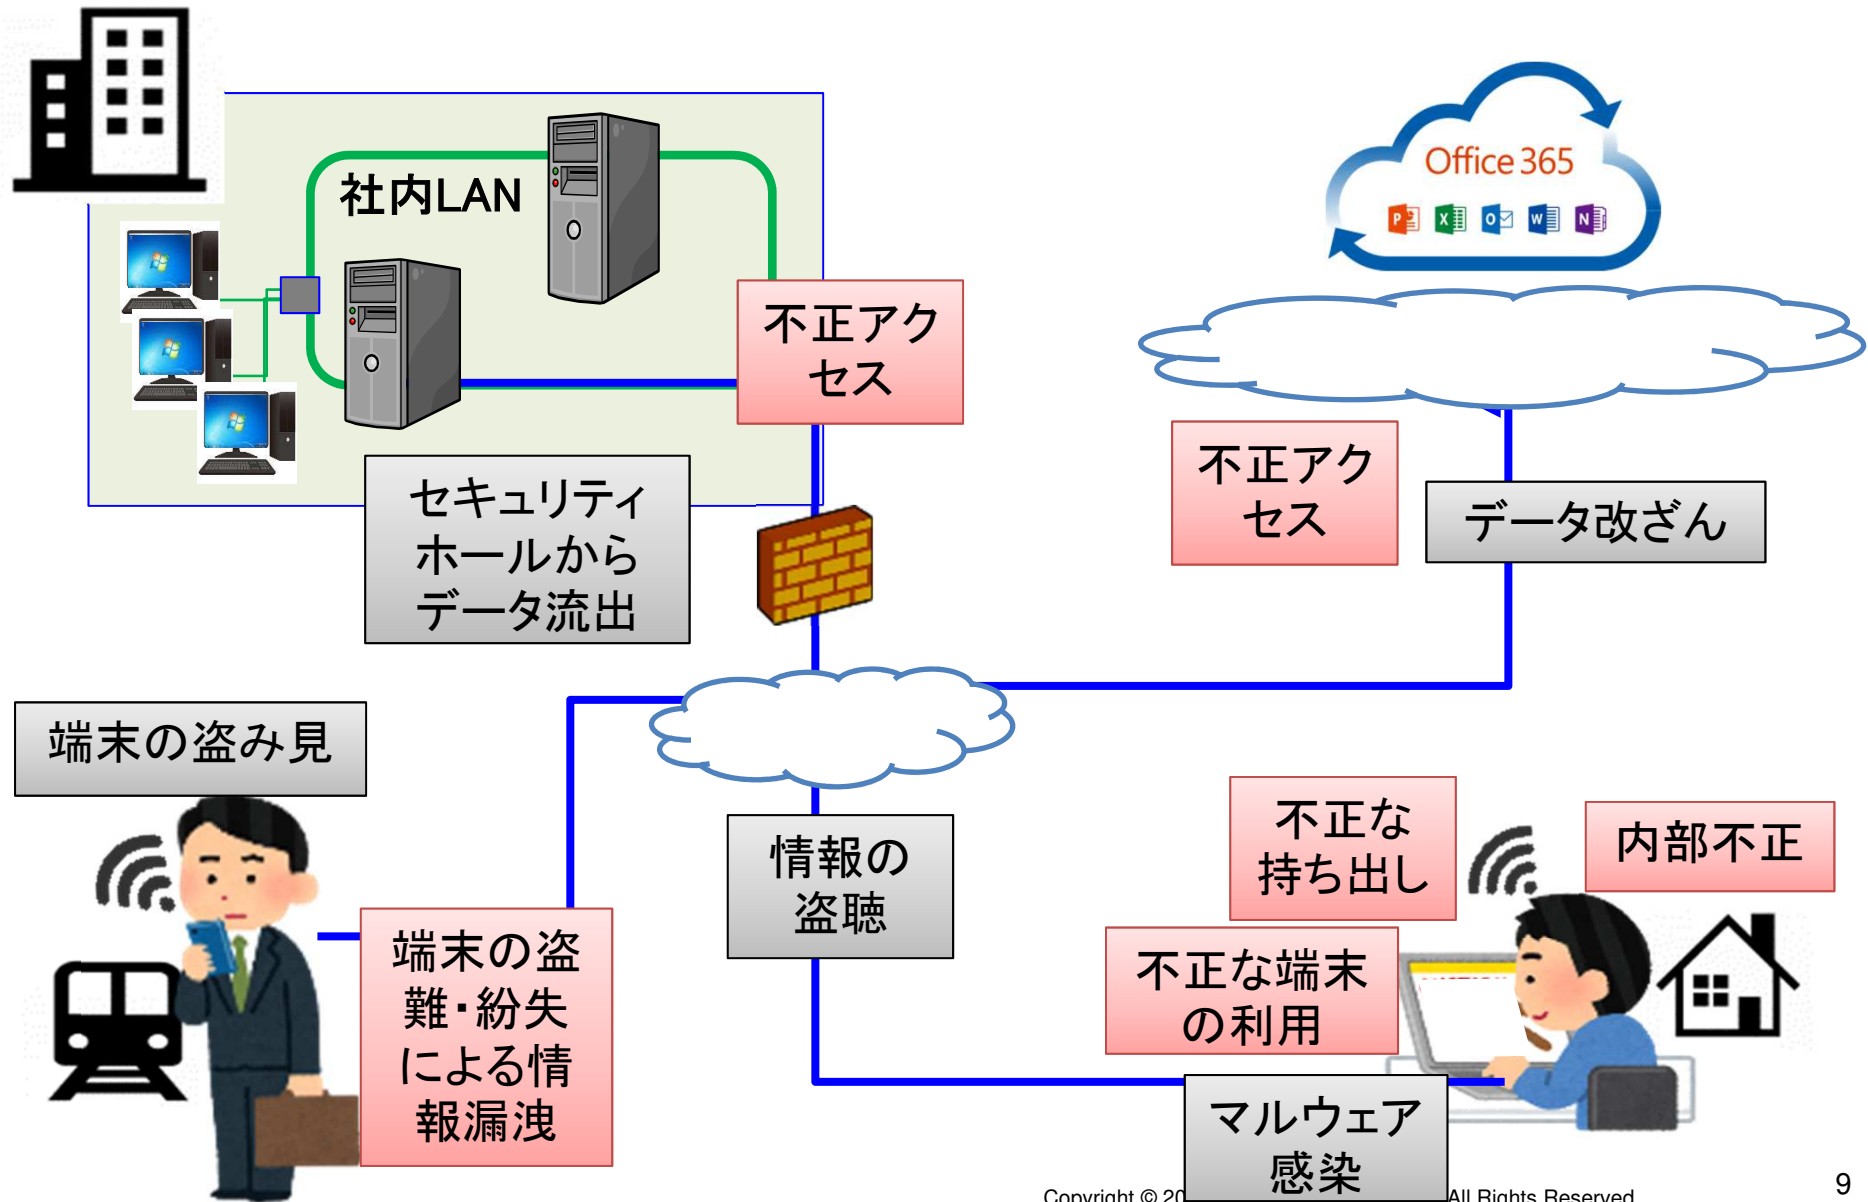 社内LAN
Office 365
不正アク
セス
不正アク
セス
データ改ざん
セキュリティ
ホールから
データ流出
端末の盗み見
情報の
盗聴
不正な
持ち出し
内部不正
端末の盗
難・紛失
による情
報漏洩
不正な端末
の利用
マルウェア
感染
Copyright © 20
All Rights Reserved
9